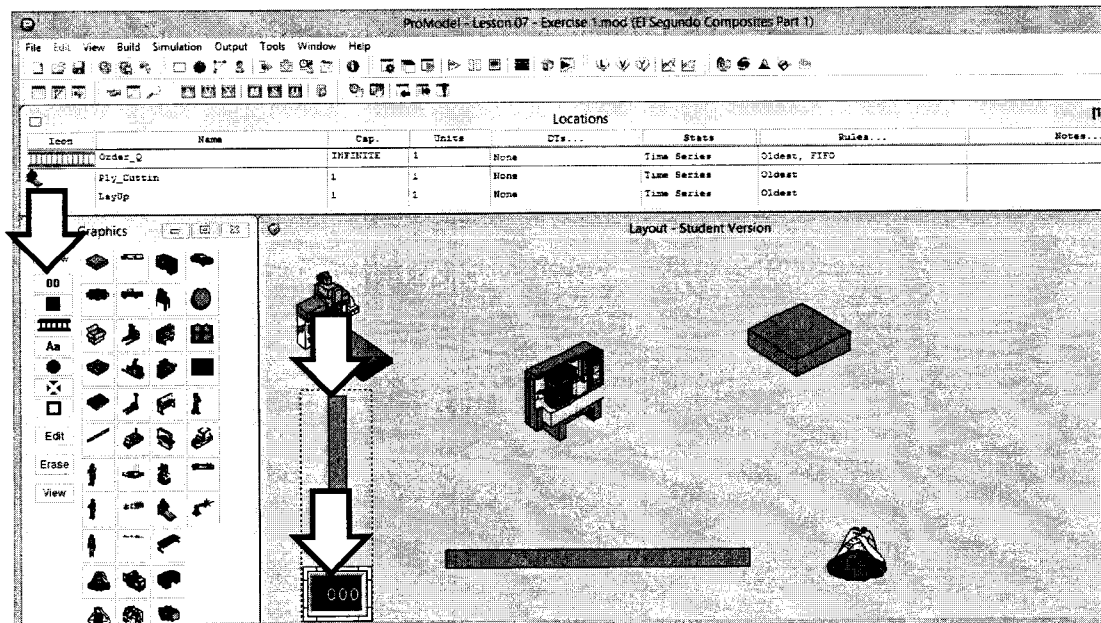 ProModel - Lesson 07 - Exercise 1.mod (El Segundo Composites Part 1)
File Edit View Build Simulation Output Tools Window Help
Locations
Icon Name Cap. Units DTs... Stats Rules... Notes...
Order_Q INFINITE 1 None Time Series Oldest, FIFO
Ply_Cuttin 1 1 None Time Series Oldest
LayUp 1 1 None Time Series Oldest
Graphics
Layout - Student Version
00
Aa
Edit
Erase
View
000